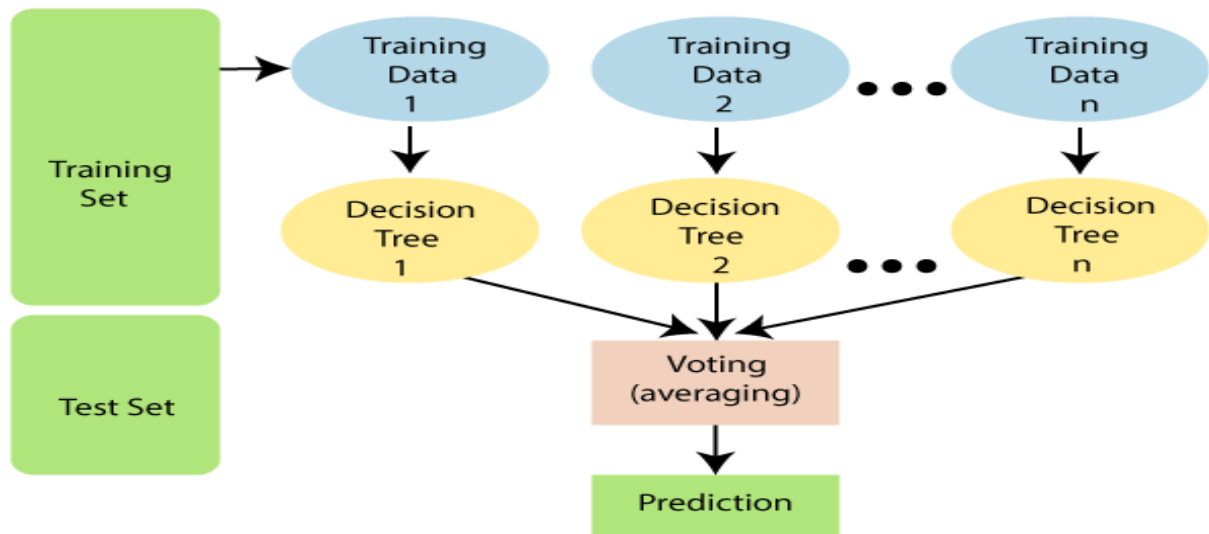 Training
Set
Test Set
Training
Data
1
Training
Data
2
Training
Data
n
Decision
Tree
1
Decision
Tree
2
Decision
Tree
n
Voting
(averaging)
Prediction